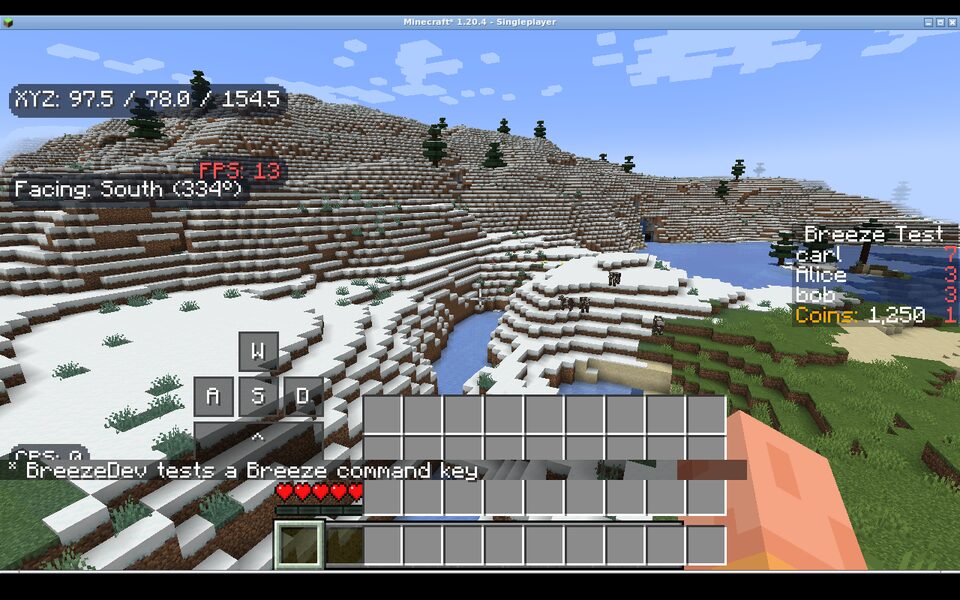 Minecraft* 1.20.4 - Singleplayer
XYZ: 97.5 / 78.0 / 154.5
FPS: 13
Facing: South (334°)
Breeze Test
carl 7
Alice 3
bob 3
Coins: 1,250 1
W
A S D
^
CPS: 0
* BreezeDev tests a Breeze command key